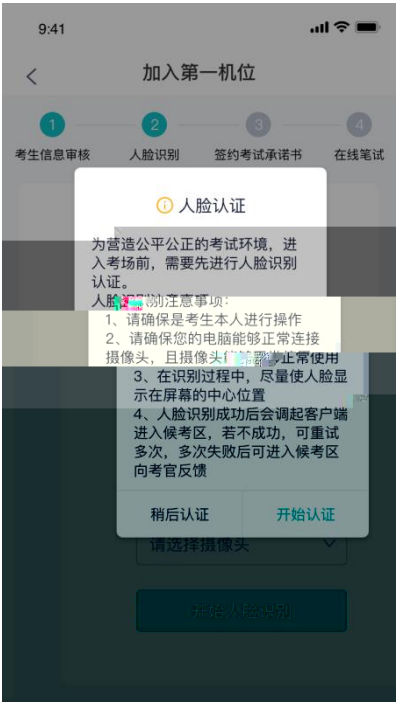 9:41
加入第一机位
1
2
3
4
考生信息审核
人脸识别
签约考试承诺书
在线笔试
人脸认证
为营造公平公正的考试环境，进
入考场前，需要先进行人脸识别
认证。
人脸识别注意事项：
1、请确保是考生本人进行操作
2、请确保您的电脑能够正常连接
摄像头，且摄像头 正常使用
3、在识别过程中，尽量使人脸显
示在屏幕的中心位置
4、人脸识别成功后会调起客户端
进入候考区，若不成功，可重试
多次，多次失败后可进入候考区
向考官反馈
稍后认证
开始认证
请选择摄像头
开始人脸识别